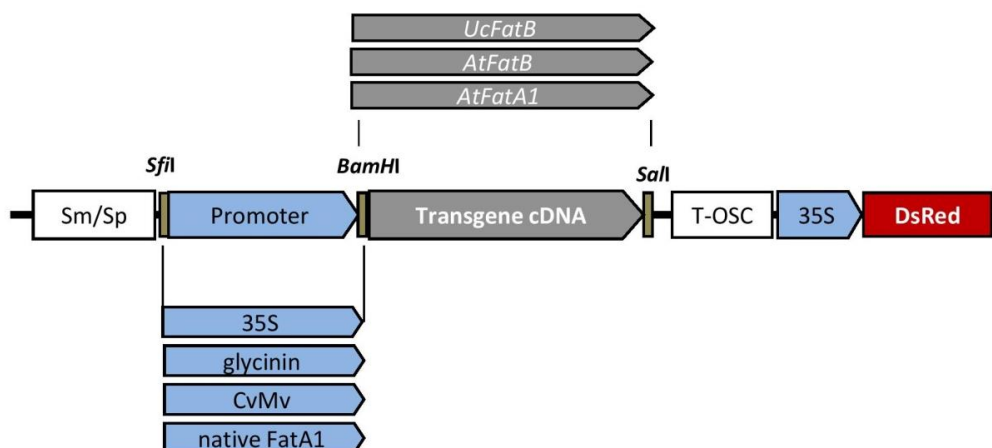 UcFatB
AtFatB
AtFatA1
SfiI BamHI SalI
Sm/Sp Promoter Transgene cDNA T-OSC 35S DsRed
35S
glycinin
CvMv
native FatA1